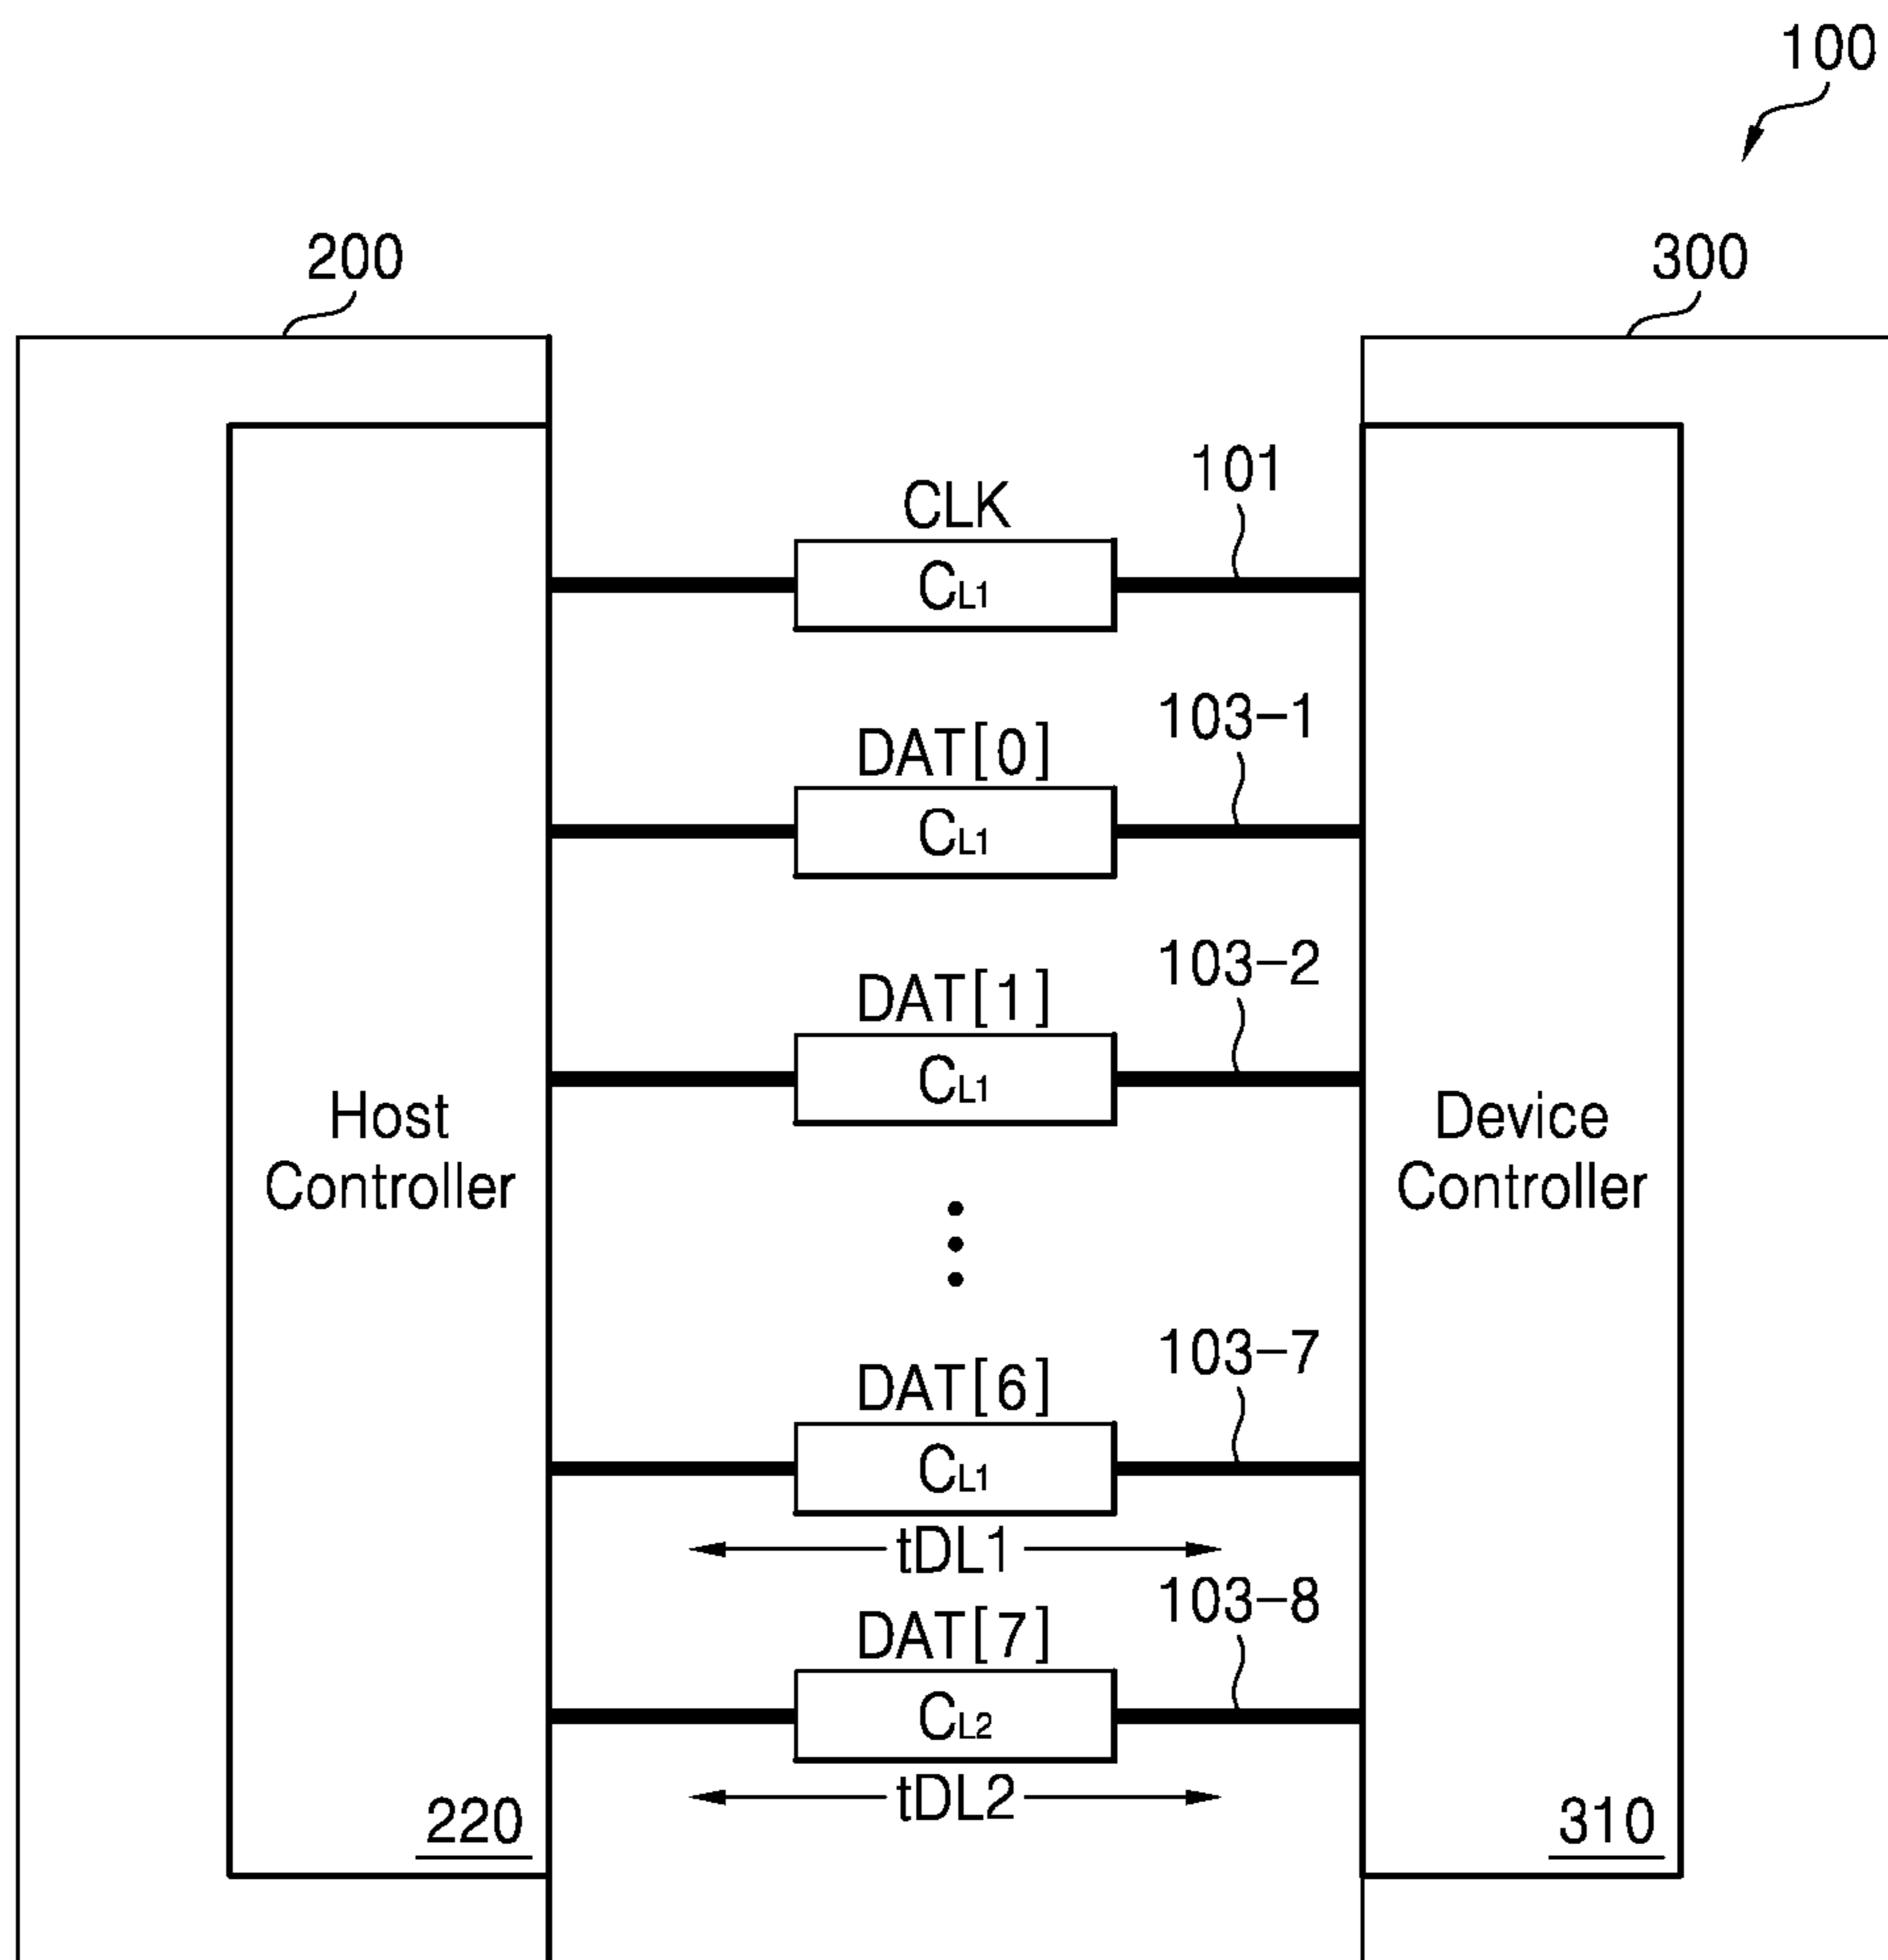 100
200
300
CLK
101
CL1
DAT[0]
103-1
CL1
DAT[1]
103-2
CL1
Host
Controller
Device
Controller
DAT[6]
103-7
CL1
tDL1
DAT[7]
103-8
CL2
tDL2
220
310